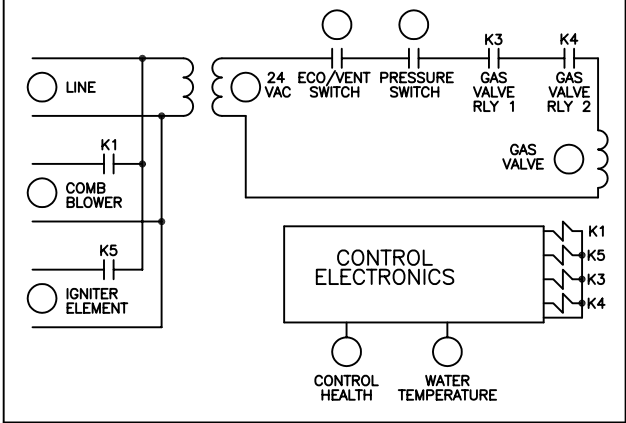 K3
K4
LINE
24
VAC
ECO/VENT
SWITCH
PRESSURE
SWITCH
GAS
VALVE
RLY 1
GAS
VALVE
RLY 2
K1
COMB
BLOWER
GAS
VALVE
K5
IGNITER
ELEMENT
CONTROL
ELECTRONICS
K1
K5
K3
K4
CONTROL
HEALTH
WATER
TEMPERATURE